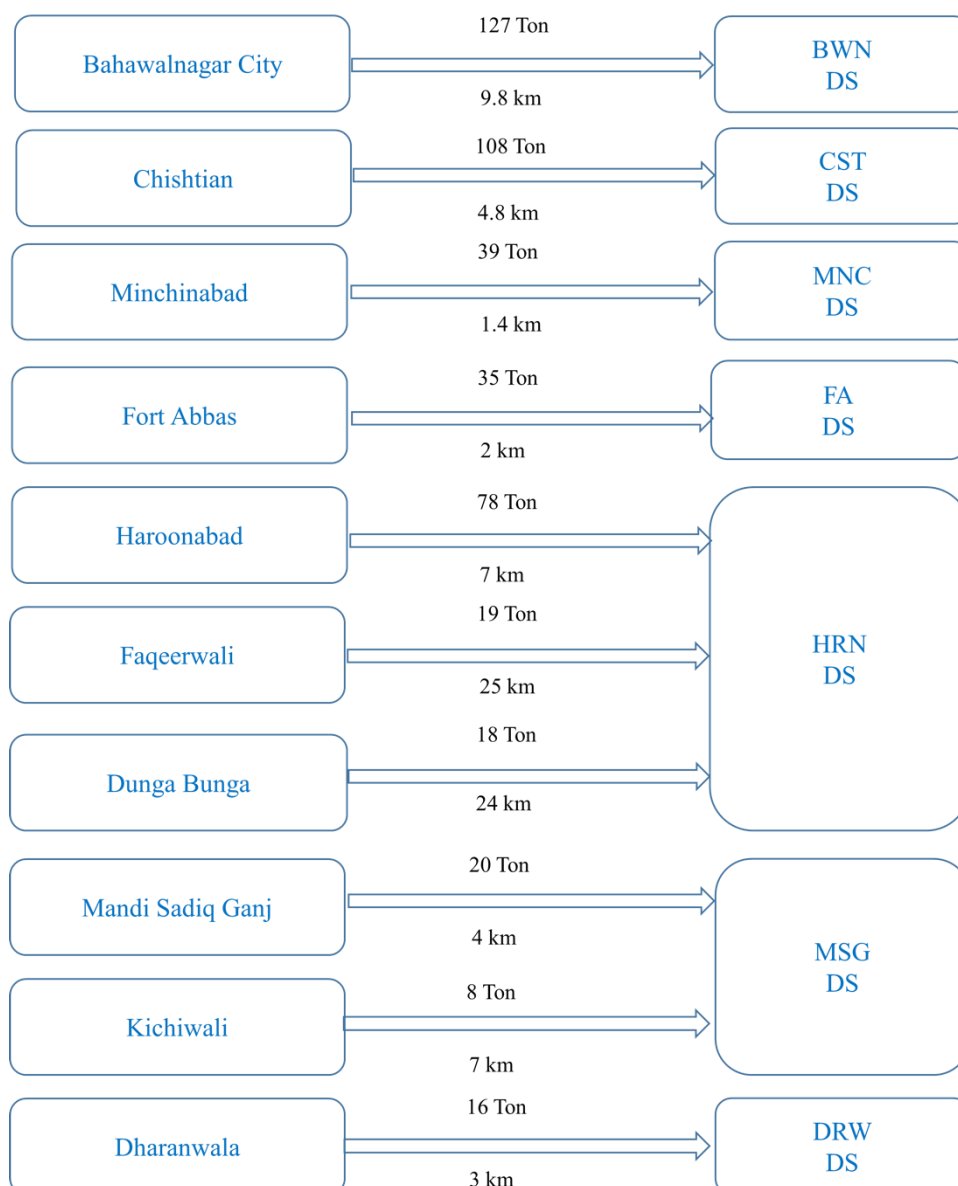 127 Ton
Bahawalnagar City
BWN
DS
9.8 km
108 Ton
Chishtian
CST
DS
4.8 km
39 Ton
Minchinabad
MNC
DS
1.4 km
35 Ton
Fort Abbas
FA
DS
2 km
78 Ton
Haroonabad
7 km
19 Ton
Faqeerwali
HRN
DS
25 km
18 Ton
Dunga Bunga
24 km
20 Ton
Mandi Sadiq Ganj
4 km
MSG
DS
8 Ton
Kichiwali
7 km
16 Ton
Dharanwala
DRW
DS
3 km